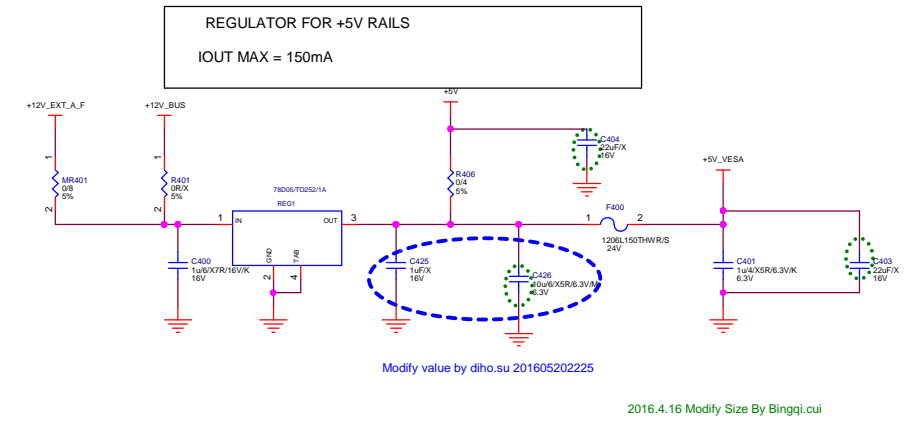 REGULATOR FOR +5V RAILS
IOUT MAX = 150mA
+5V
+12V_EXT_A_F
+12V_BUS
C404
22uF/X
16V
+5V_VESA
1
1
MR401
0/8
5%
2
R401
0R/X
5%
2
R406
0/4
5%
78D05/TO252/1A
REG1
1
IN
OUT
3
GND
TAB
2
4
F400
1
2
1206L150THWR/S
24V
C400
1u/6/X7R/16V/K
16V
C425
1uF/X
16V
C426
10u/6/X5R/6.3V/M
6.3V
C401
1u/4/X5R/6.3V/K
6.3V
C403
22uF/X
16V
Modify value by diho.su 201605202225
2016.4.16 Modify Size By Bingqi.cui